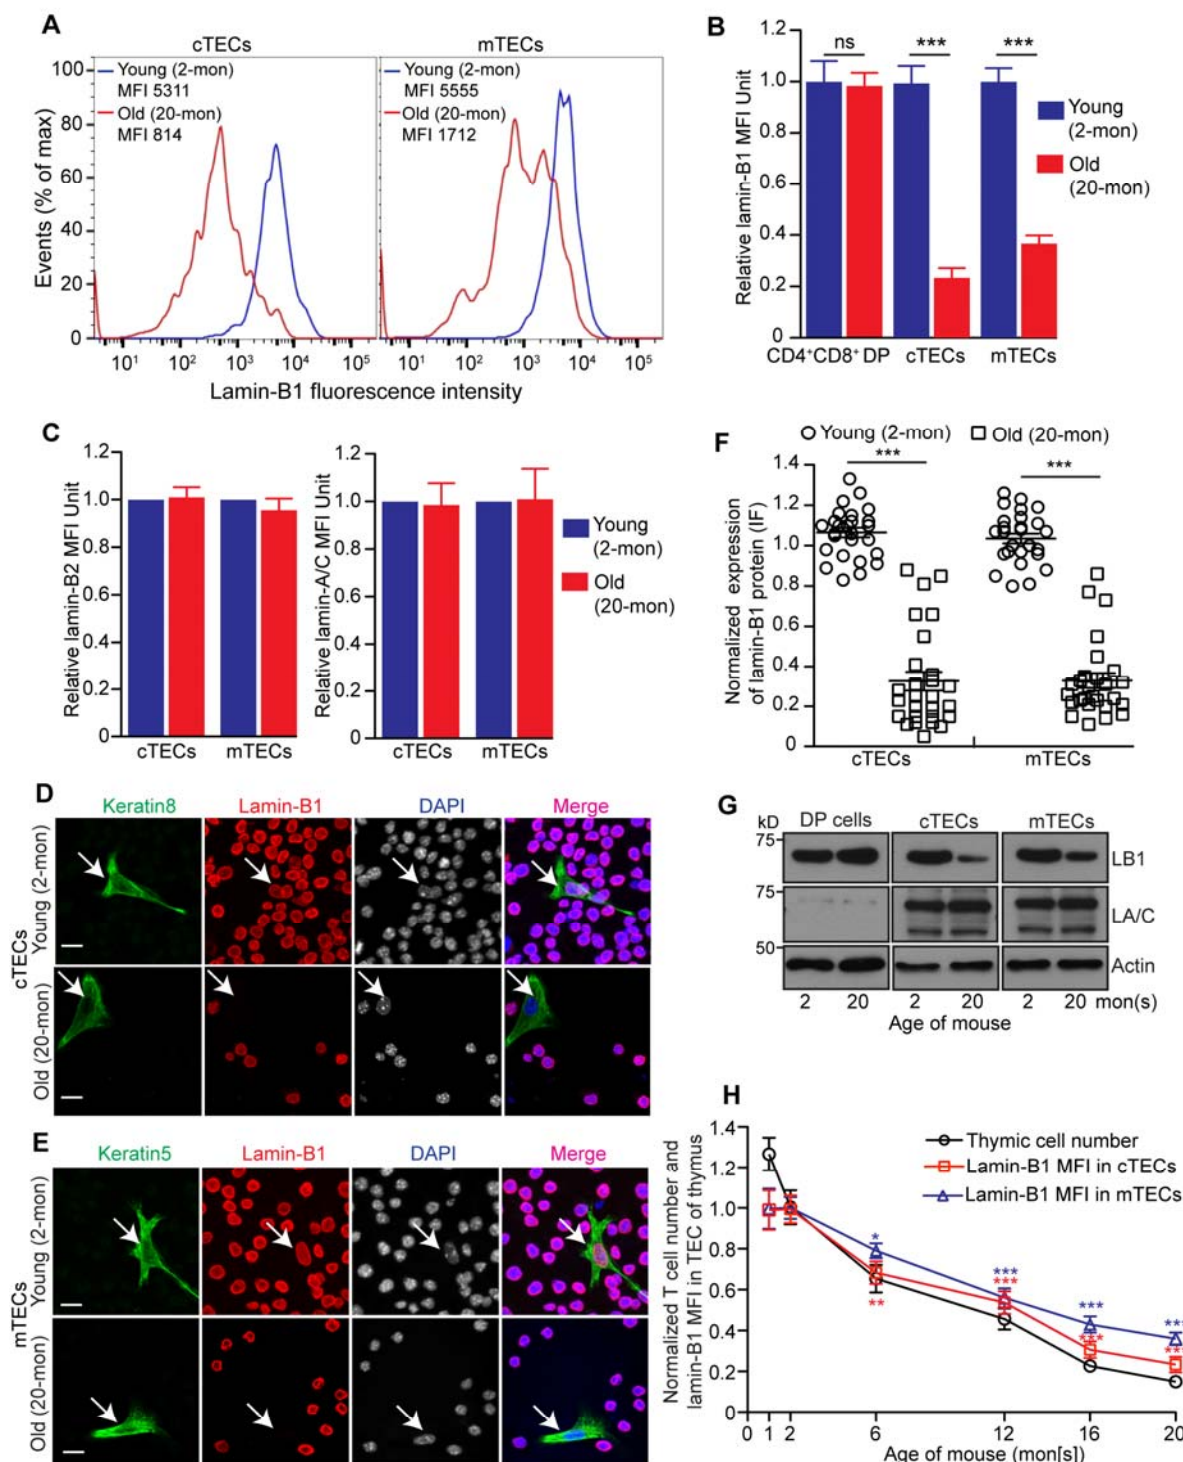 A
cTECs
mTECs
100
80
60
40
20
0
Events (% of max)
Young (2-mon)
MFI 5311
Old (20-mon)
MFI 814
Young (2-mon)
MFI 5555
Old (20-mon)
MFI 1712
10¹ 10² 10³ 10⁴ 10⁵
10¹ 10² 10³ 10⁴ 10⁵
Lamin-B1 fluorescence intensity
B
Relative lamin-B1 MFI Unit
1.2
1.0
0.8
0.6
0.4
0.2
0
ns
***
***
Young
(2-mon)
Old
(20-mon)
CD4⁺CD8⁺ DP
cTECs
mTECs
C
Relative lamin-B2 MFI Unit
1.2
1.0
0.8
0.6
0.4
0.2
cTECs mTECs
Relative lamin-A/C MFI Unit
1.2
1.0
0.8
0.6
0.4
0.2
0
cTECs mTECs
Young
(2-mon)
Old
(20-mon)
F
Young (2-mon)
Old (20-mon)
Normalized expression
of lamin-B1 protein (IF)
1.4
1.2
1.0
0.8
0.6
0.4
0.2
0
***
***
cTECs
mTECs
D
Keratin8
Lamin-B1
DAPI
Merge
cTECs
Young (2-mon)
Old (20-mon)
G
kD
DP cells
cTECs
mTECs
75
LB1
75
LA/C
50
Actin
2 20
2 20
2 20
mon(s)
Age of mouse
E
Keratin5
Lamin-B1
DAPI
Merge
mTECs
Young (2-mon)
Old (20-mon)
H
Normalized T cell number and
lamin-B1 MFI in TEC of thymus
1.4
1.2
1.0
0.8
0.6
0.4
0.2
0
Thymic cell number
Lamin-B1 MFI in cTECs
Lamin-B1 MFI in mTECs
*
**
***
***
***
***
0 1 2 6 12 16 20
Age of mouse (mon[s])